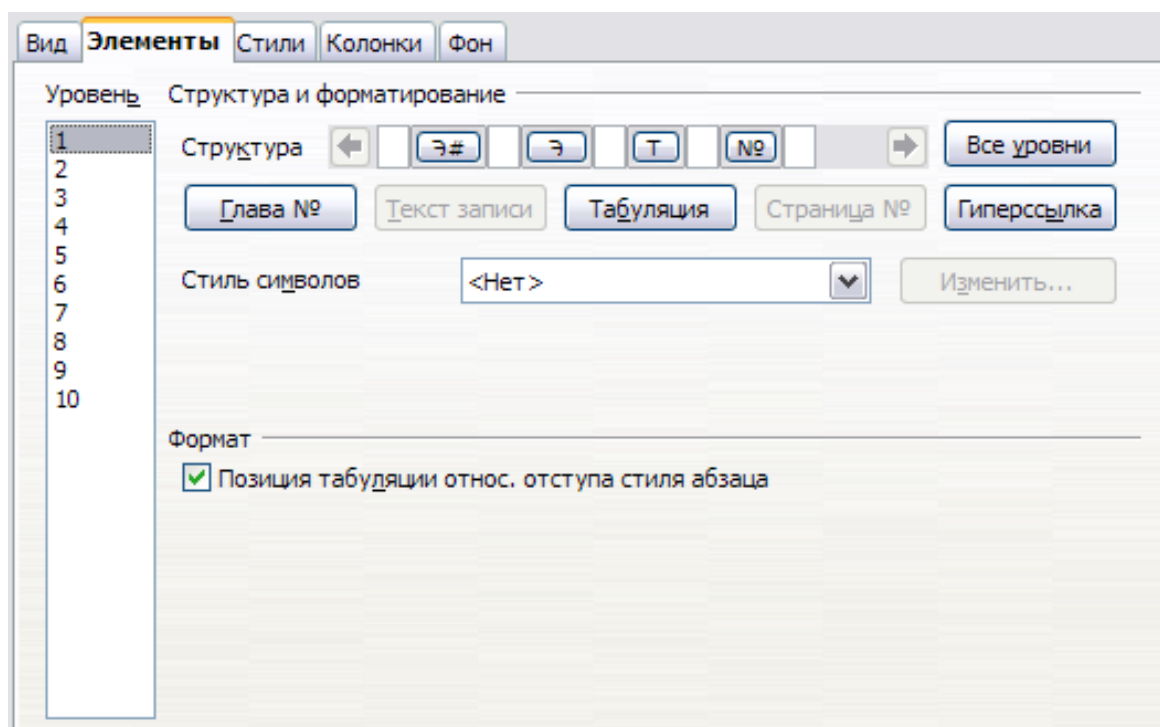 Вид Элементы Стили Колонки Фон
Уровень Структура и форматирование
1
Структура Э# Э Т № Все уровни
2
3
Глава № Текст записи Табуляция Страница № Гиперссылка
4
5
Стиль символов <Нет> Изменить...
6
7
8
9
10
Формат
Позиция табуляции относ. отступа стиля абзаца